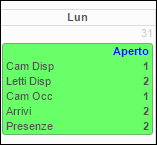 Lun
31
Aperto
Cam Disp 1
Letti Disp 2
Cam Occ 1
Arrivi 2
Presenze 2